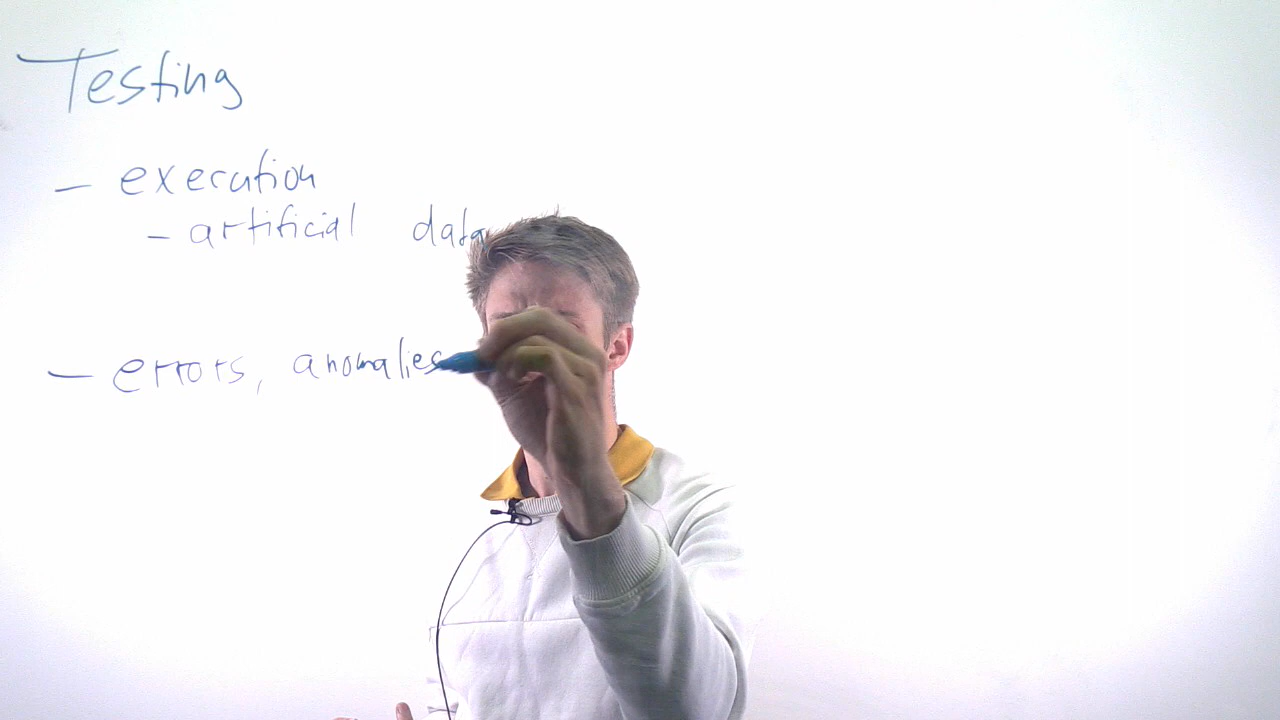 Testing
- execution
- artificial data
- errors, anomalies